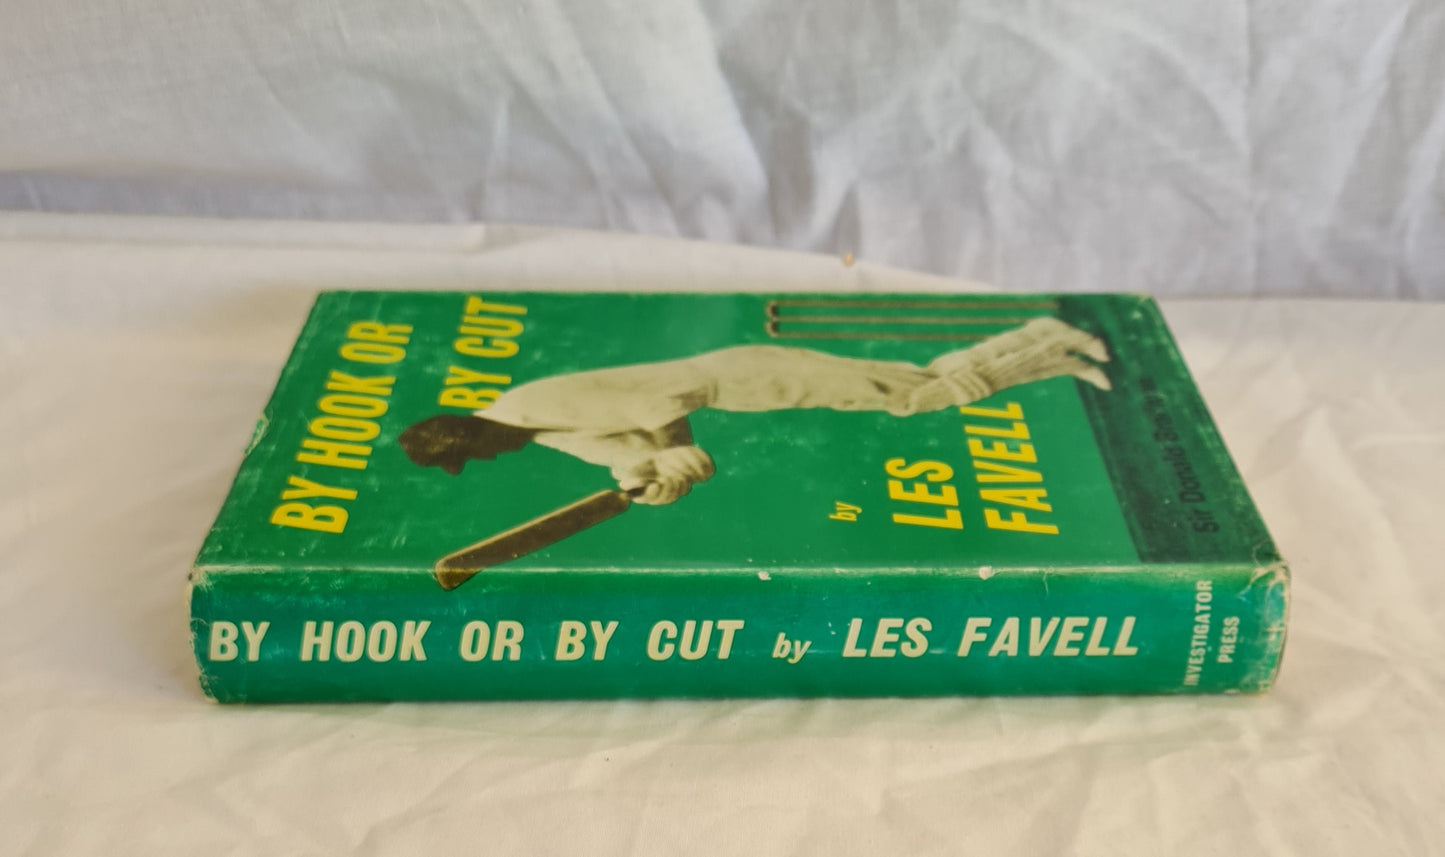 BY HOOK OR
BY CUT
by
LES
FAVELL
Sir Donald
BY HOOK OR BY CUT by LES FAVELL
INVESTIGATOR
PRESS